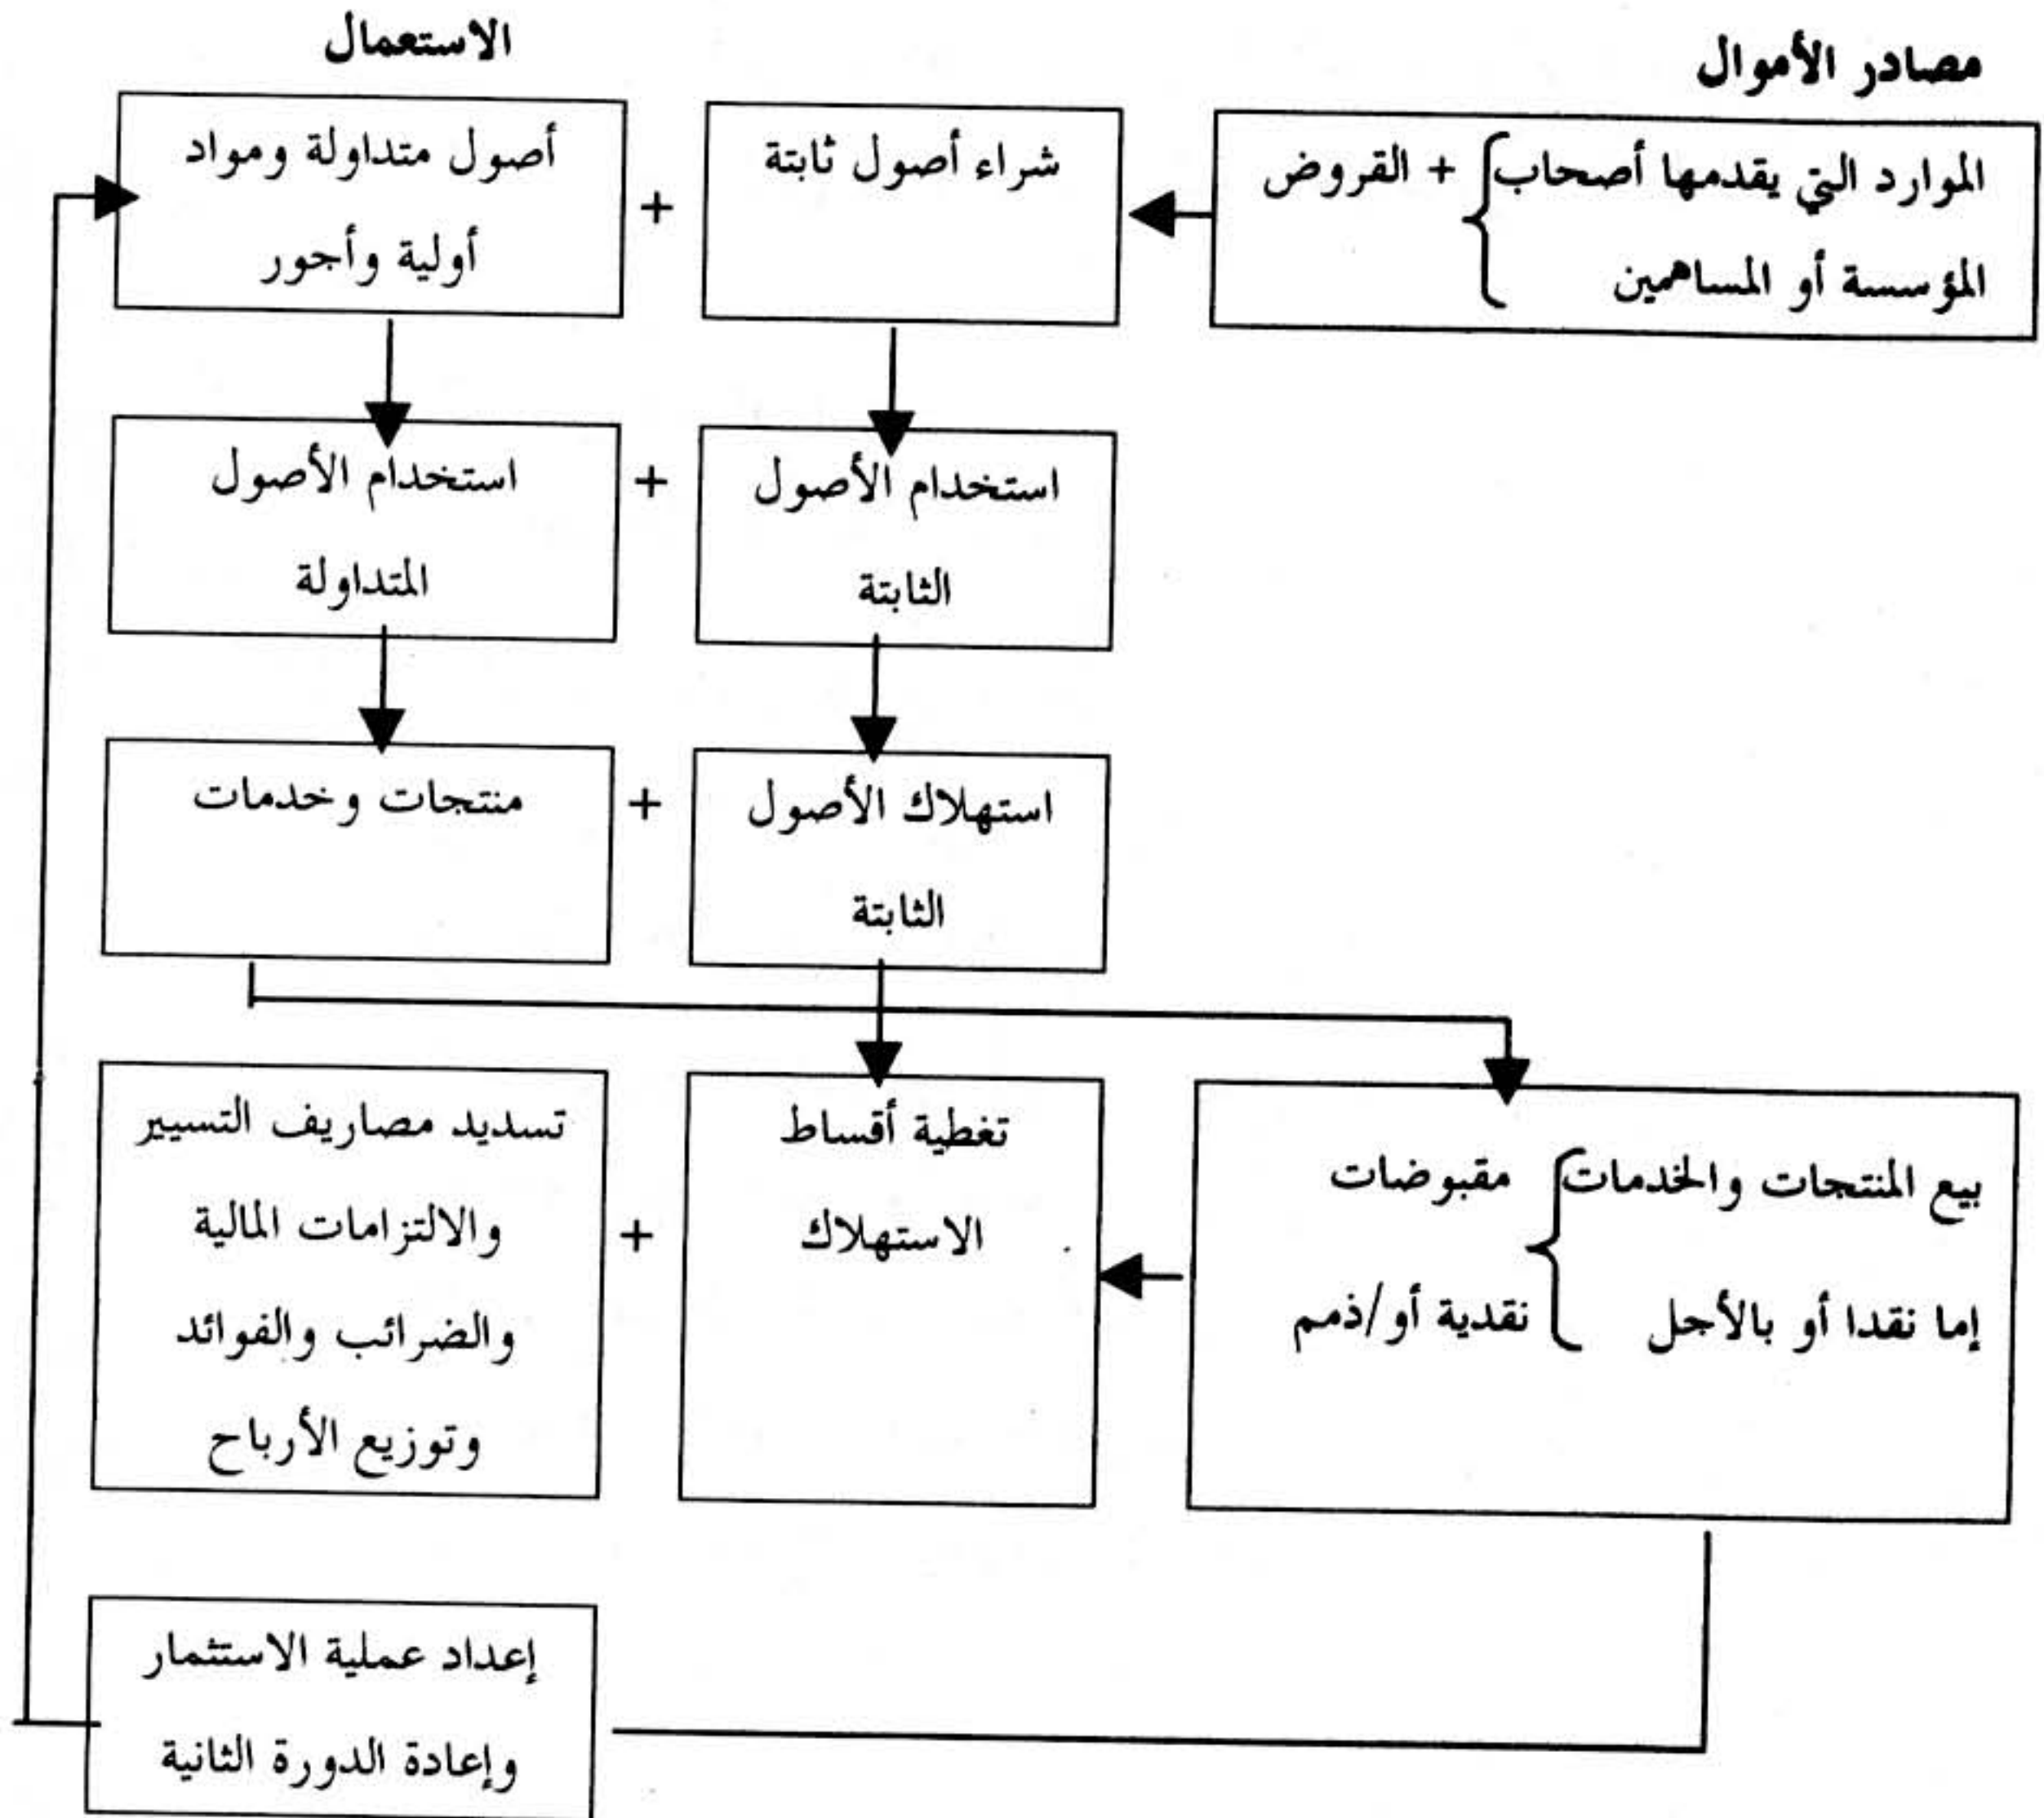 مصادر الأموال
الاستعمال
الموارد التي يقدمها أصحاب + القروض
المؤسسة أو المساهمين
شراء أصول ثابتة
+
أصول متداولة ومواد
أولية وأجور
استخدام الأصول
الثابتة
+
استخدام الأصول
المتداولة
استهلاك الأصول
الثابتة
+
منتجات وخدمات
بيع المنتجات والخدمات مقبوضات
إما نقدا أو بالأجل نقدية أو/ذمم
تغطية أقساط
الاستهلاك
+
تسديد مصاريف التسيير
والالتزامات المالية
والضرائب والفوائد
وتوزيع الأرباح
إعداد عملية الاستثمار
وإعادة الدورة الثانية